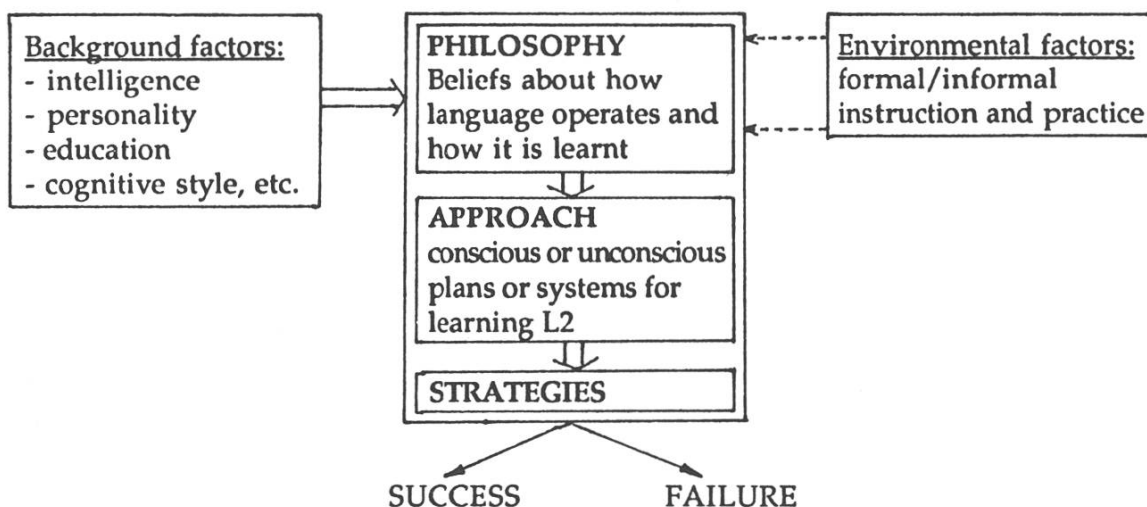 Background factors:
- intelligence
- personality
- education
- cognitive style, etc.
PHILOSOPHY
Beliefs about how
language operates and
how it is learnt
Environmental factors:
formal/informal
instruction and practice
APPROACH
conscious or unconscious
plans or systems for
learning L2
STRATEGIES
SUCCESS
FAILURE